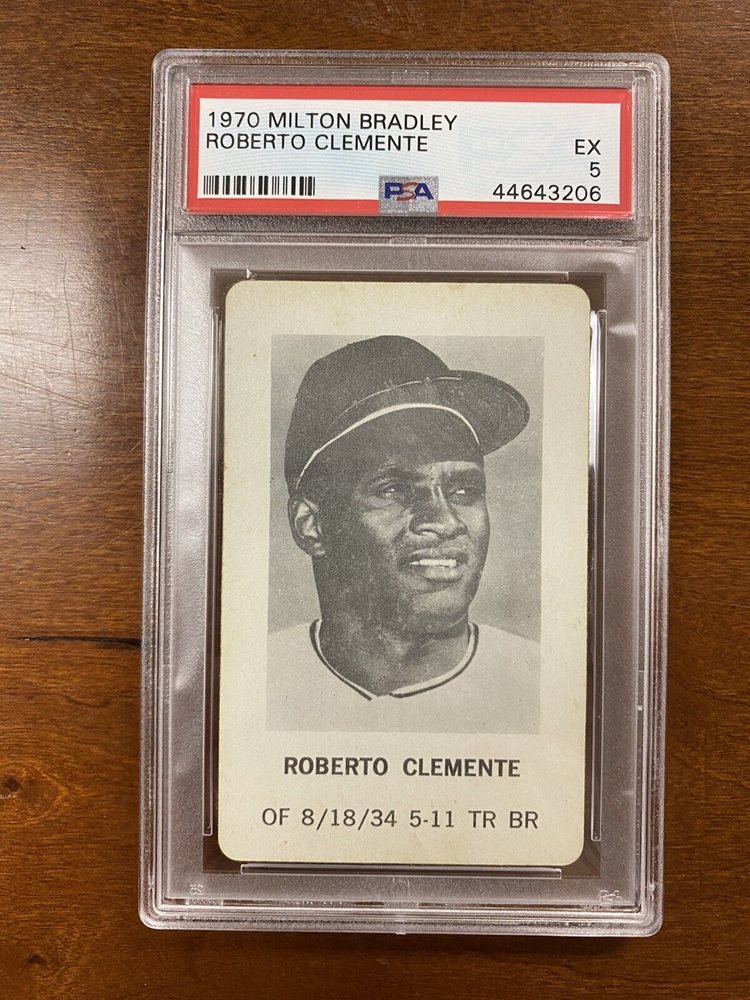 1970 MILTON BRADLEY
ROBERTO CLEMENTE EX
5
PSA 44643206
ROBERTO CLEMENTE
OF 8/18/34 5-11 TR BR